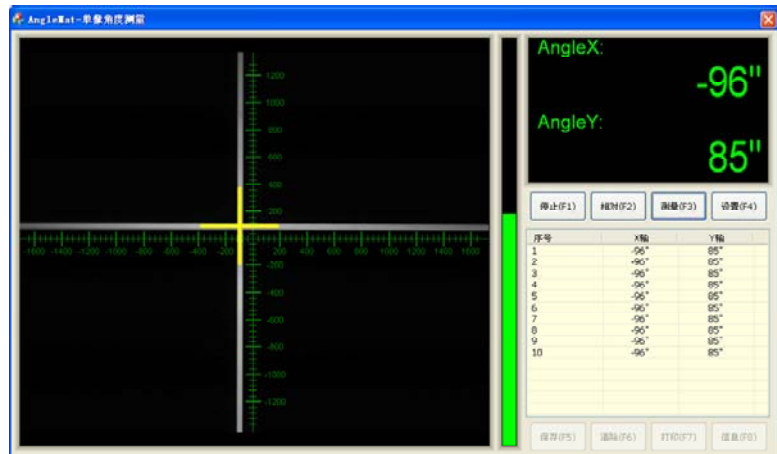 AngleMat-单像角度测量
AngleX:
-96"
AngleY:
85"
停止(F1) 相对(F2) 测量(F3) 设置(F4)
1200
1000
800
600
400
200
-1600 -1400 -1200 -1000 -800 -600 -400 -200 200 400 600 800 1000 1200 1400 1600
-200
-400
-600
-800
-1000
-1200
序号 X轴 Y轴
1 -96" 85"
2 -96" 85"
3 -96" 85"
4 -96" 85"
5 -96" 85"
6 -96" 85"
7 -96" 85"
8 -96" 85"
9 -96" 85"
10 -96" 85"
保存(F5) 清除(F6) 打印(F7) 信息(F8)